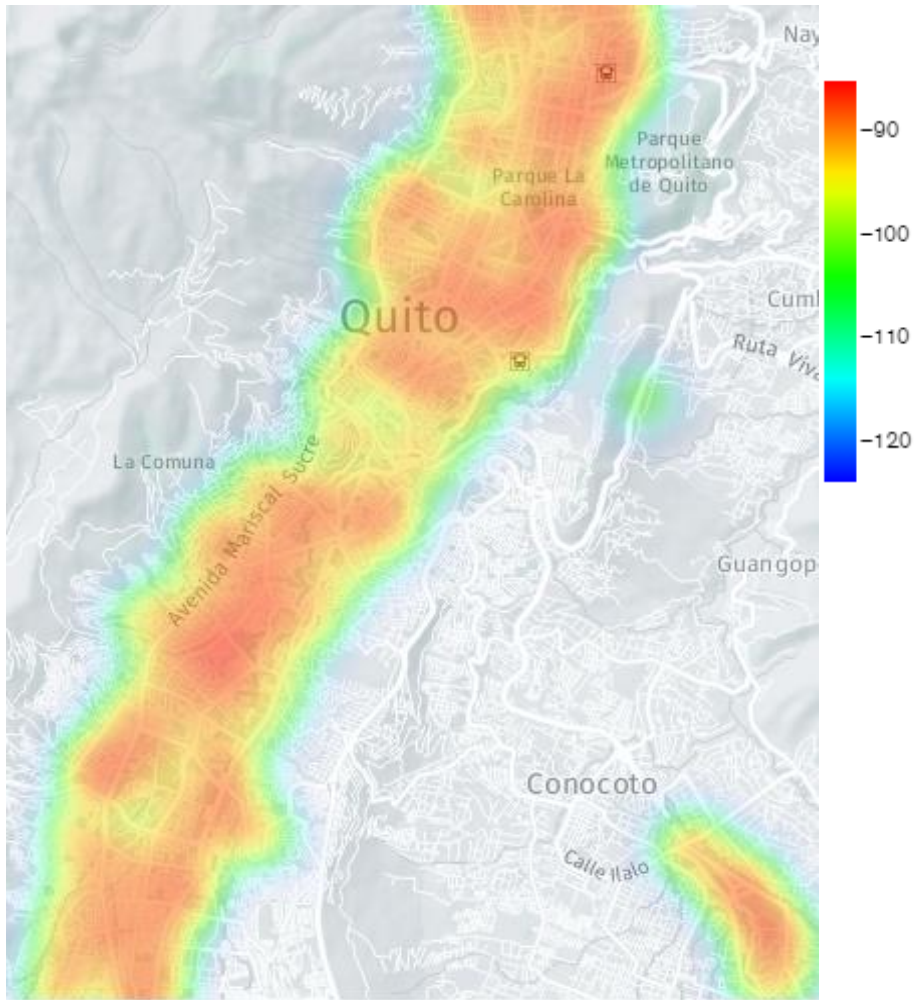 Nay
−90
Parque
Metropolitano
de Quito
Parque La
Carolina
−100
Cuml
Quito
Ruta Viva
−110
−120
La Comuna
Avenida Mariscal Sucre
Guangop
Conocoto
Calle Ilalo